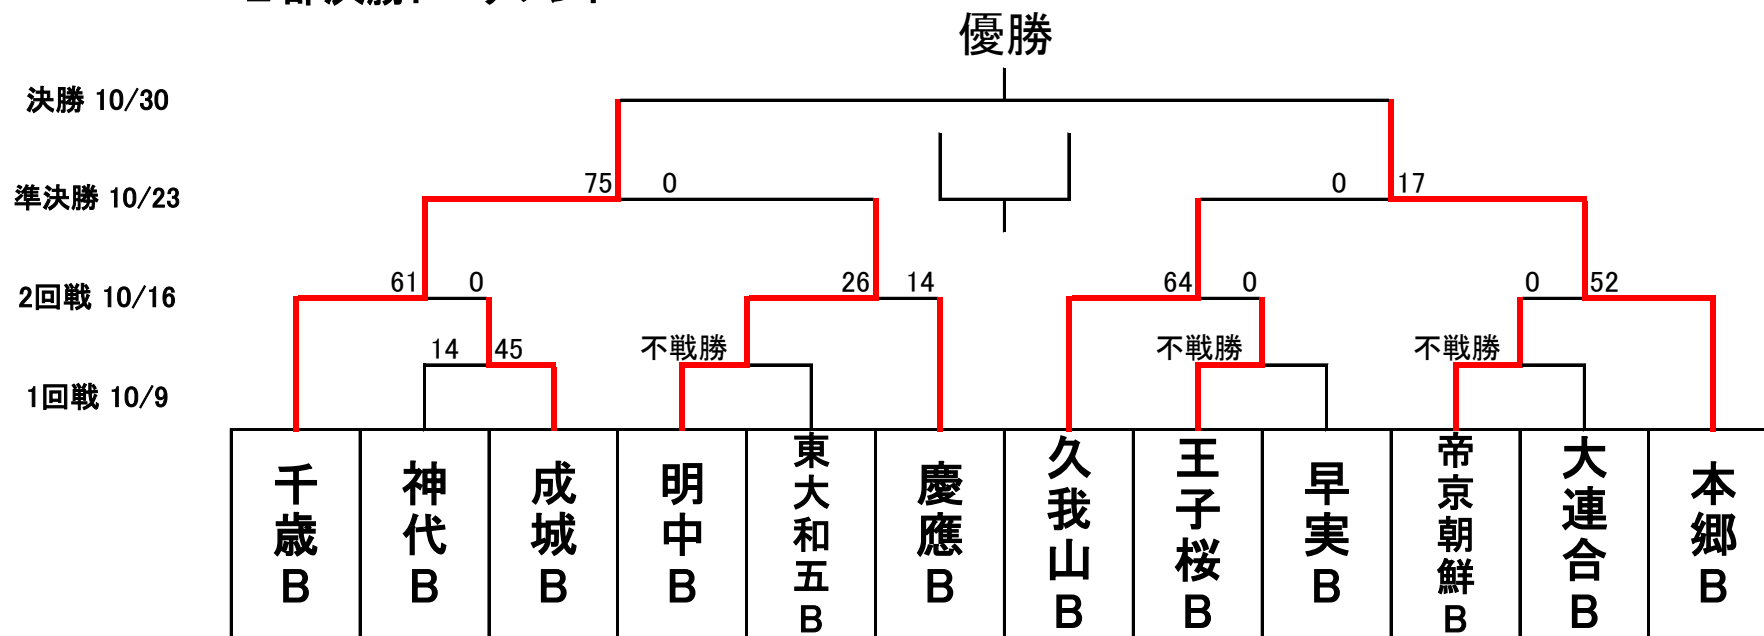 優勝
決勝 10/30
準決勝 10/23
75 0 0 17
2回戦 10/16
61 0 26 14 64 0 0 52
14 45 不戦勝 不戦勝 不戦勝
1回戦 10/9
千歳B
神代B
成城B
明中B
東大和五B
慶應B
久我山B
王子桜B
早実B
帝京朝鮮B
大連合B
本郷B